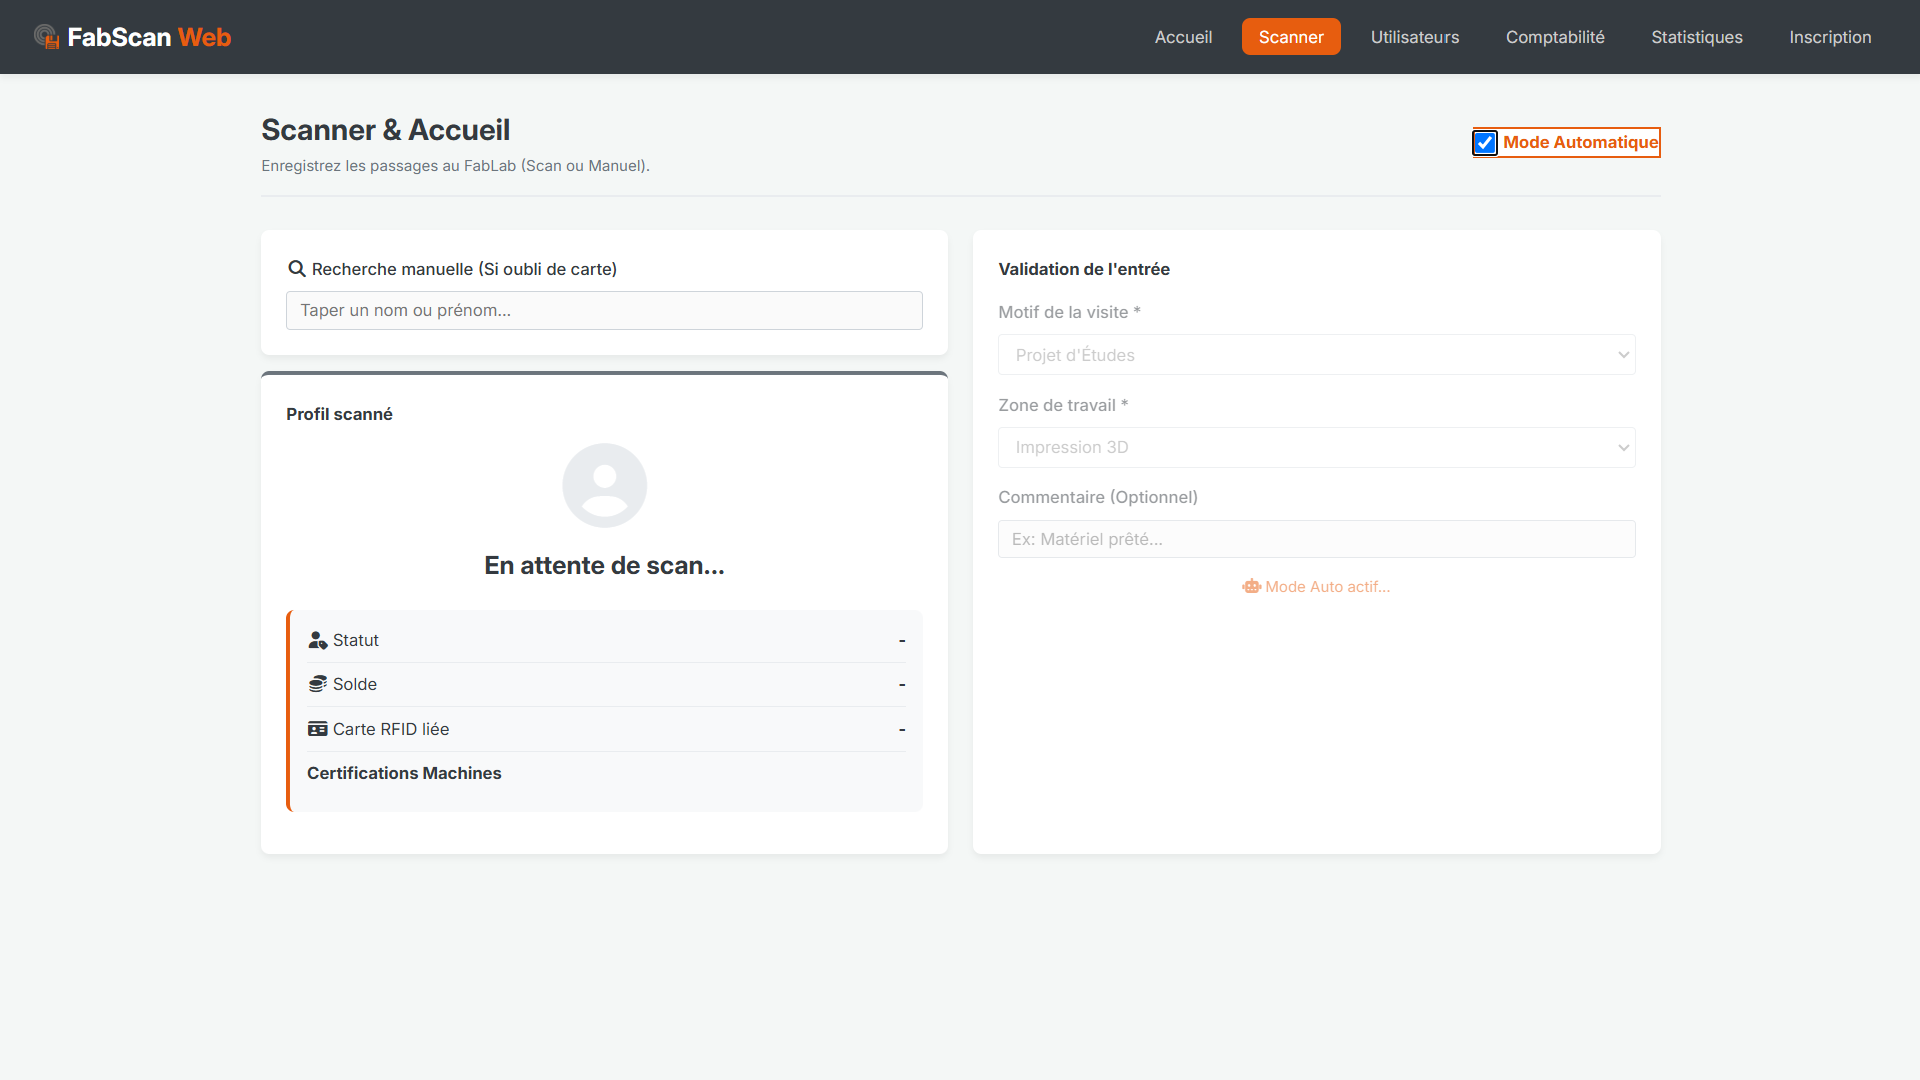 FabScan Web
Accueil
Scanner
Utilisateurs
Comptabilité
Statistiques
Inscription
Scanner & Accueil
Enregistrez les passages au FabLab (Scan ou Manuel).
Mode Automatique
Recherche manuelle (Si oubli de carte)
Taper un nom ou prénom...
Profil scanné
En attente de scan...
Statut -
Solde -
Carte RFID liée -
Certifications Machines
Validation de l'entrée
Motif de la visite *
Projet d'Études
Zone de travail *
Impression 3D
Commentaire (Optionnel)
Ex: Matériel prêté...
Mode Auto actif...